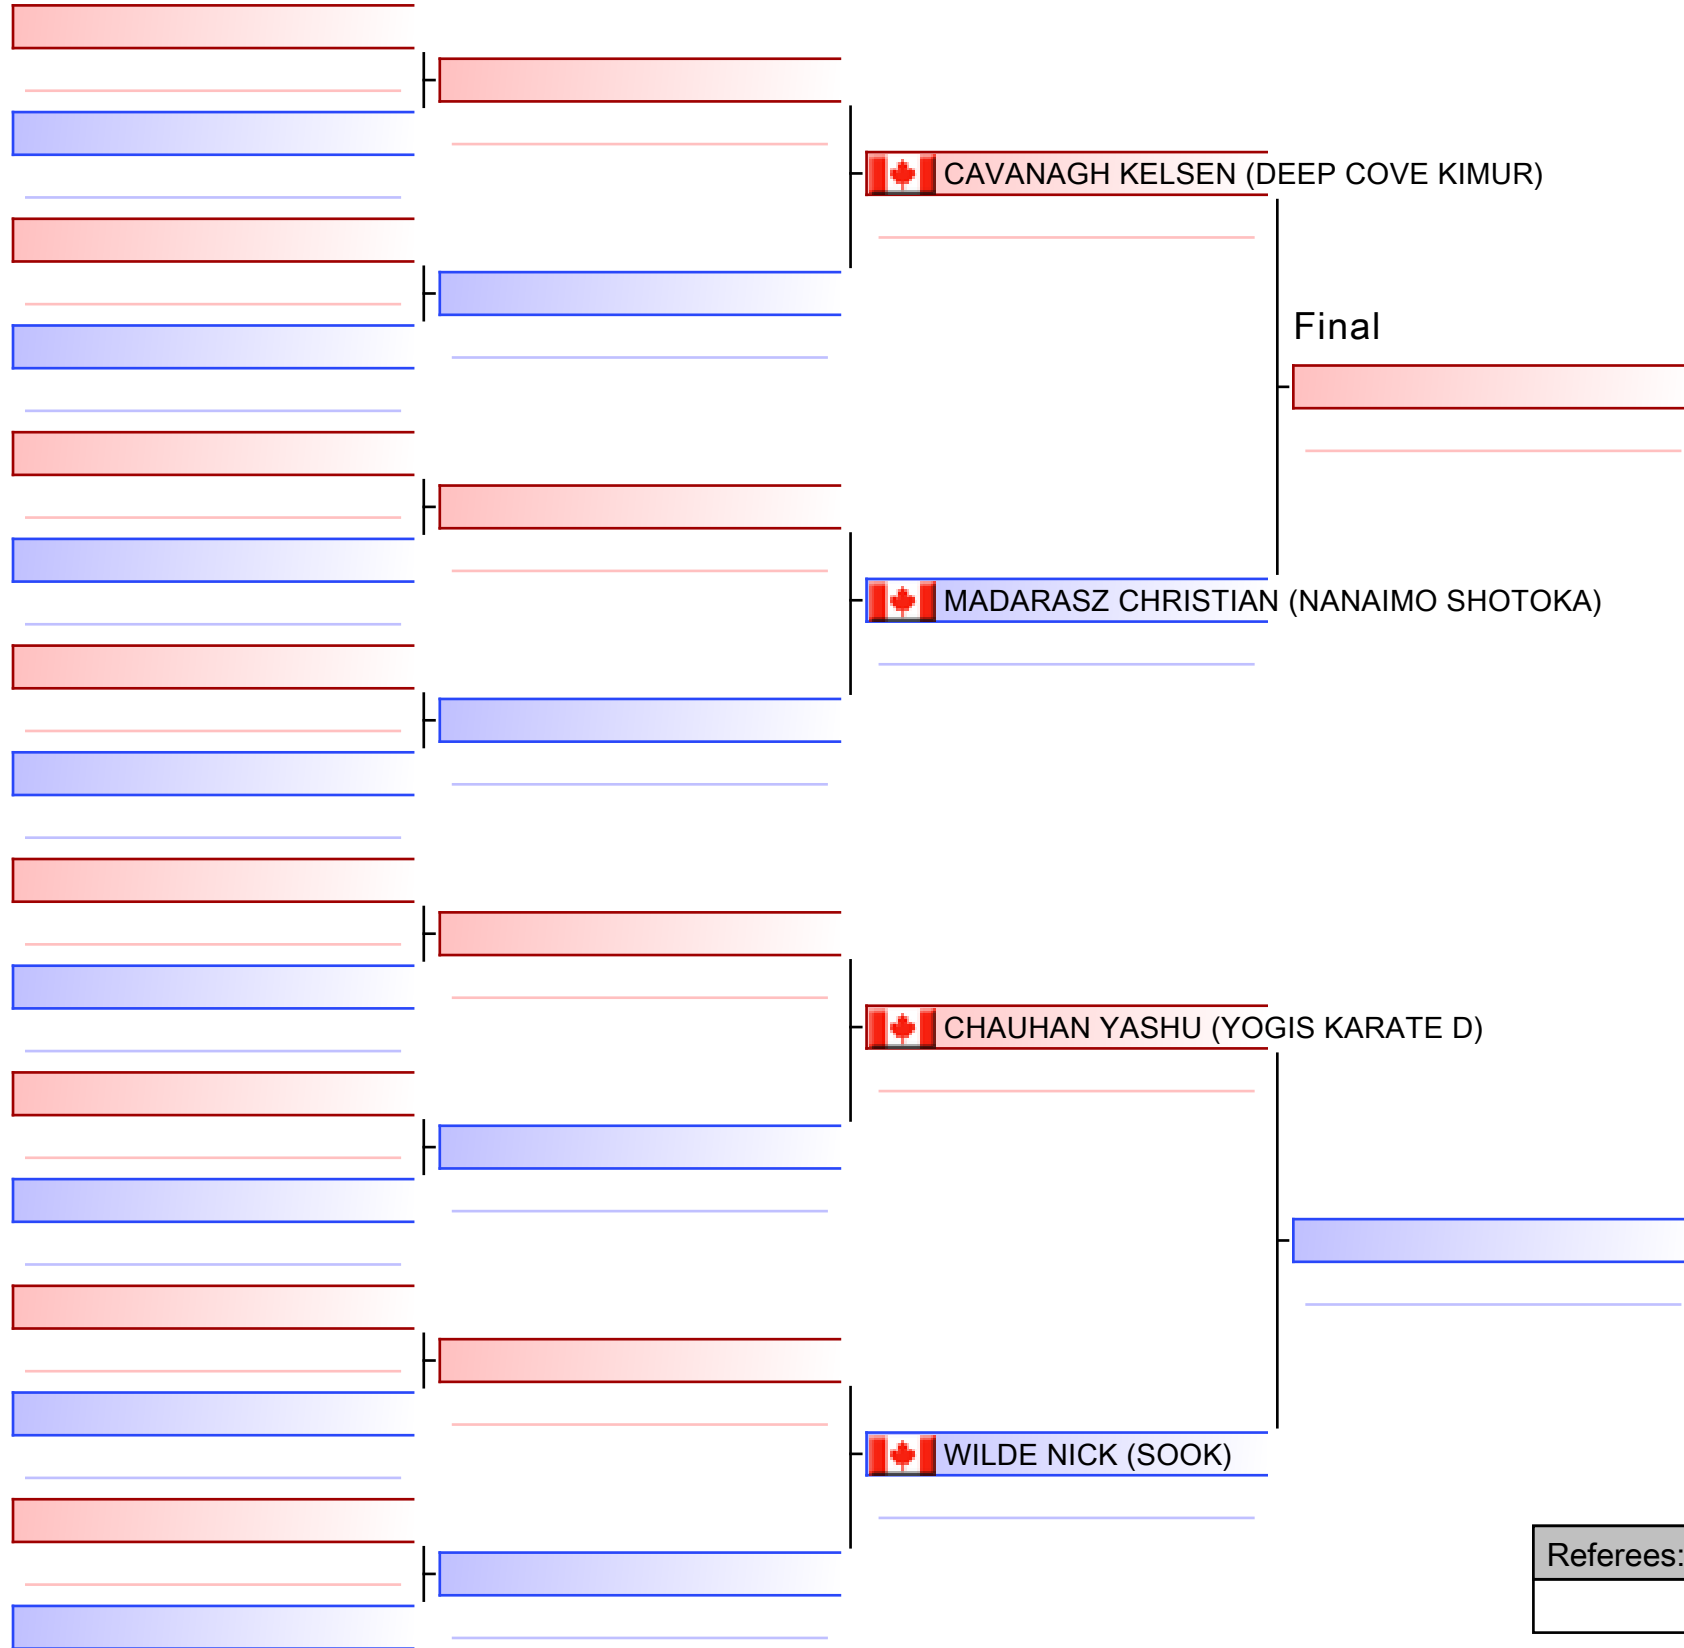 CAVANAGH KELSEN (DEEP COVE KIMUR)
Final
MADARASZ CHRISTIAN (NANAIMO SHOTOKA)
CHAUHAN YASHU (YOGIS KARATE D)
WILDE NICK (SOOK)
Referees: